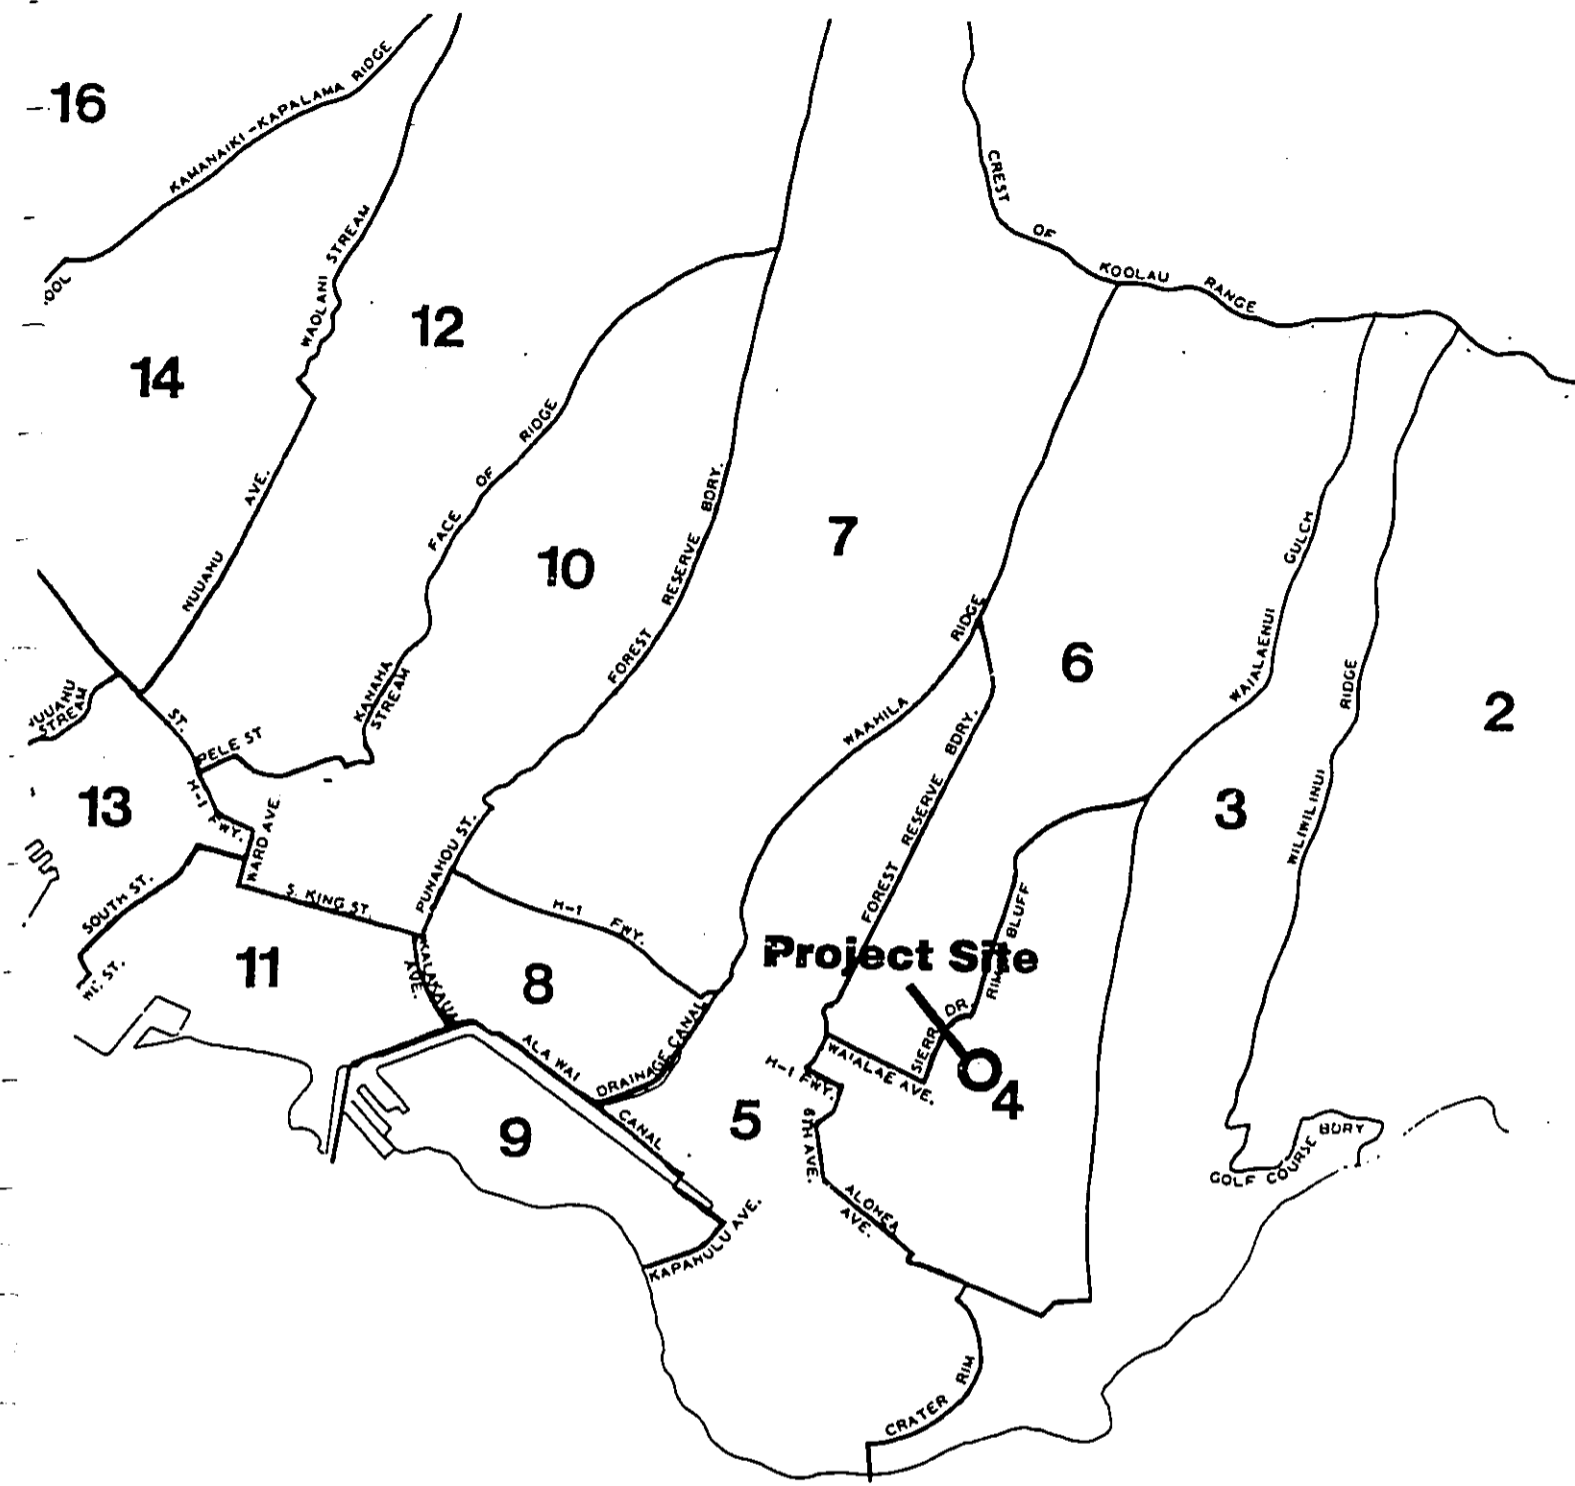 16
KAMANAIKI-KAPALAMA RIDGE
CREST OF KOOLAU RANGE
WAOLANI STREAM
12
14
NUUANU AVE.
FACE OF RIDGE
10
FOREST RESERVE BDRY.
7
WAAHILA RIDGE
6
WAIALAENUI GULCH
WILIWILINUI RIDGE
2
3
KANAHA
STREAM
STREAM
ST.
PELE ST
13
H-1 FWY.
WARD AVE.
SOUTH ST.
S. KING ST.
PUNAHOU ST.
H-1 FWY.
FOREST RESERVE BDRY.
RIM BLUFF
Project Site
11
KALAKAUA
AVE.
8
ALA WAI CANAL
DRAINAGE CANAL
WAIALAE AVE.
SIERR DR.
H-1 FWY.
4
5
9
6TH AVE.
ALOHEA
AVE.
KAPAHULU AVE.
GOLF COURSE BDRY
CRATER RIM